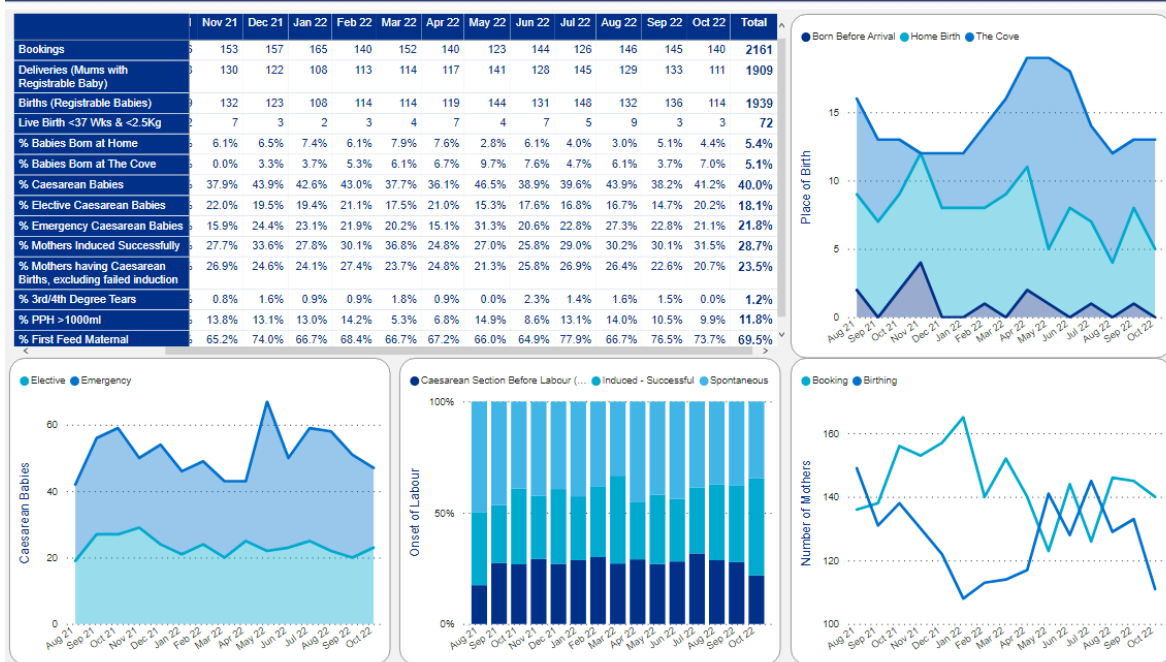 Nov 21 Dec 21 Jan 22 Feb 22 Mar 22 Apr 22 May 22 Jun 22 Jul 22 Aug 22 Sep 22 Oct 22 Total
Bookings 153 157 165 140 152 140 123 144 126 146 145 140 2161
Deliveries (Mums with 130 122 108 113 114 117 141 128 145 129 133 111 1909
Registrable Baby)
Births (Registrable Babies) 132 123 108 114 114 119 144 131 148 132 136 114 1939
Live Birth <37 Wks & <2.5Kg 7 3 2 3 4 7 4 7 5 9 3 3 72
% Babies Born at Home 6.1% 6.5% 7.4% 6.1% 7.9% 7.6% 2.8% 6.1% 4.0% 3.0% 5.1% 4.4% 5.4%
% Babies Born at The Cove 0.0% 3.3% 3.7% 5.3% 6.1% 6.7% 9.7% 7.6% 4.7% 6.1% 3.7% 7.0% 5.1%
% Caesarean Babies 37.9% 43.9% 42.6% 43.0% 37.7% 36.1% 46.5% 38.9% 39.6% 43.9% 38.2% 41.2% 40.0%
% Elective Caesarean Babies 22.0% 19.5% 19.4% 21.1% 17.5% 21.0% 15.3% 17.6% 16.8% 16.7% 14.7% 20.2% 18.1%
% Emergency Caesarean Babies 15.9% 24.4% 23.1% 21.9% 20.2% 15.1% 31.3% 20.6% 22.8% 27.3% 22.8% 21.1% 21.8%
% Mothers Induced Successfully 27.7% 33.6% 27.8% 30.1% 36.8% 24.8% 27.0% 25.8% 29.0% 30.2% 30.1% 31.5% 28.7%
% Mothers having Caesarean 26.9% 24.6% 24.1% 27.4% 23.7% 24.8% 21.3% 25.8% 26.9% 26.4% 22.6% 20.7% 23.5%
Births, excluding failed induction
% 3rd/4th Degree Tears 0.8% 1.6% 0.9% 0.9% 1.8% 0.9% 0.0% 2.3% 1.4% 1.6% 1.5% 0.0% 1.2%
% PPH >1000ml 13.8% 13.1% 13.0% 14.2% 5.3% 6.8% 14.9% 8.6% 13.1% 14.0% 10.5% 9.9% 11.8%
% First Feed Maternal 65.2% 74.0% 66.7% 68.4% 66.7% 67.2% 66.0% 64.9% 77.9% 66.7% 76.5% 73.7% 69.5%
Born Before Arrival Home Birth The Cove
Place of Birth
15
10
5
0
Aug 21 Sep 21 Oct 21 Nov 21 Dec 21 Jan 22 Feb 22 Mar 22 Apr 22 May 22 Jun 22 Jul 22 Aug 22 Sep 22 Oct 22
Elective Emergency
Caesarean Babies
60
40
20
0
Aug 21 Sep 21 Oct 21 Nov 21 Dec 21 Jan 22 Feb 22 Mar 22 Apr 22 May 22 Jun 22 Jul 22 Aug 22 Sep 22 Oct 22
Caesarean Section Before Labour (... Induced - Successful Spontaneous
Onset of Labour
100%
50%
0%
Aug 21 Sep 21 Oct 21 Nov 21 Dec 21 Jan 22 Feb 22 Mar 22 Apr 22 May 22 Jun 22 Jul 22 Aug 22 Sep 22 Oct 22
Booking Birthing
Number of Mothers
160
140
120
100
Aug 21 Sep 21 Oct 21 Nov 21 Dec 21 Jan 22 Feb 22 Mar 22 Apr 22 May 22 Jun 22 Jul 22 Aug 22 Sep 22 Oct 22